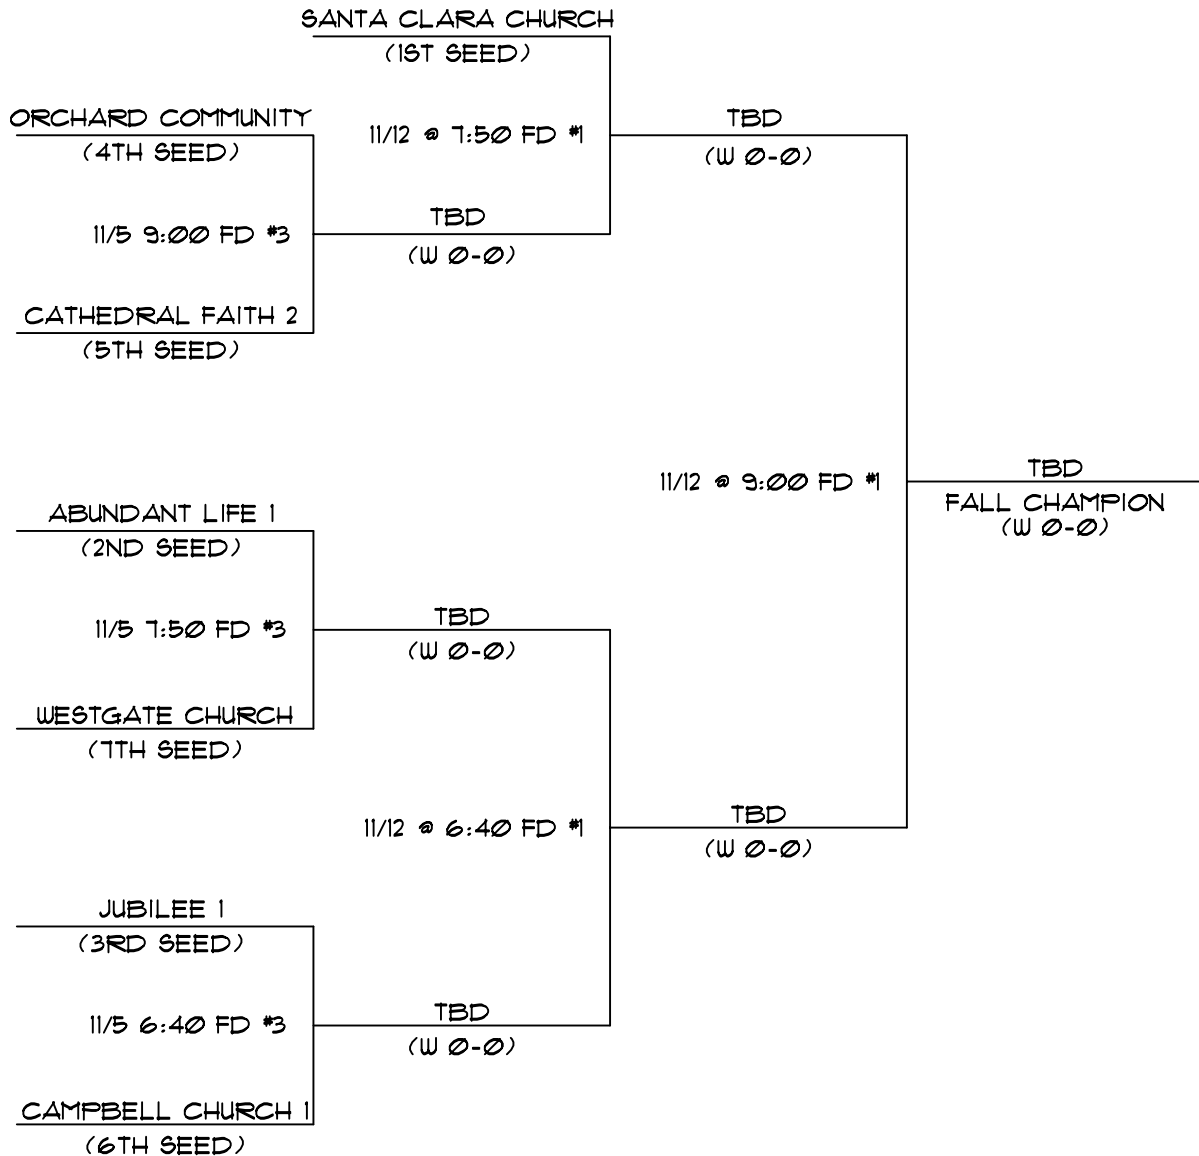 SANTA CLARA CHURCH
(1ST SEED)
ORCHARD COMMUNITY
(4TH SEED)
11/12 @ 7:50 FD #1
TBD
(W 0-0)
TBD
(W 0-0)
11/5 9:00 FD #3
CATHEDRAL FAITH 2
(5TH SEED)
11/12 @ 9:00 FD #1
TBD
FALL CHAMPION
(W 0-0)
ABUNDANT LIFE 1
(2ND SEED)
11/5 7:50 FD #3
TBD
(W 0-0)
WESTGATE CHURCH
(7TH SEED)
11/12 @ 6:40 FD #1
TBD
(W 0-0)
JUBILEE 1
(3RD SEED)
11/5 6:40 FD #3
TBD
(W 0-0)
CAMPBELL CHURCH 1
(6TH SEED)